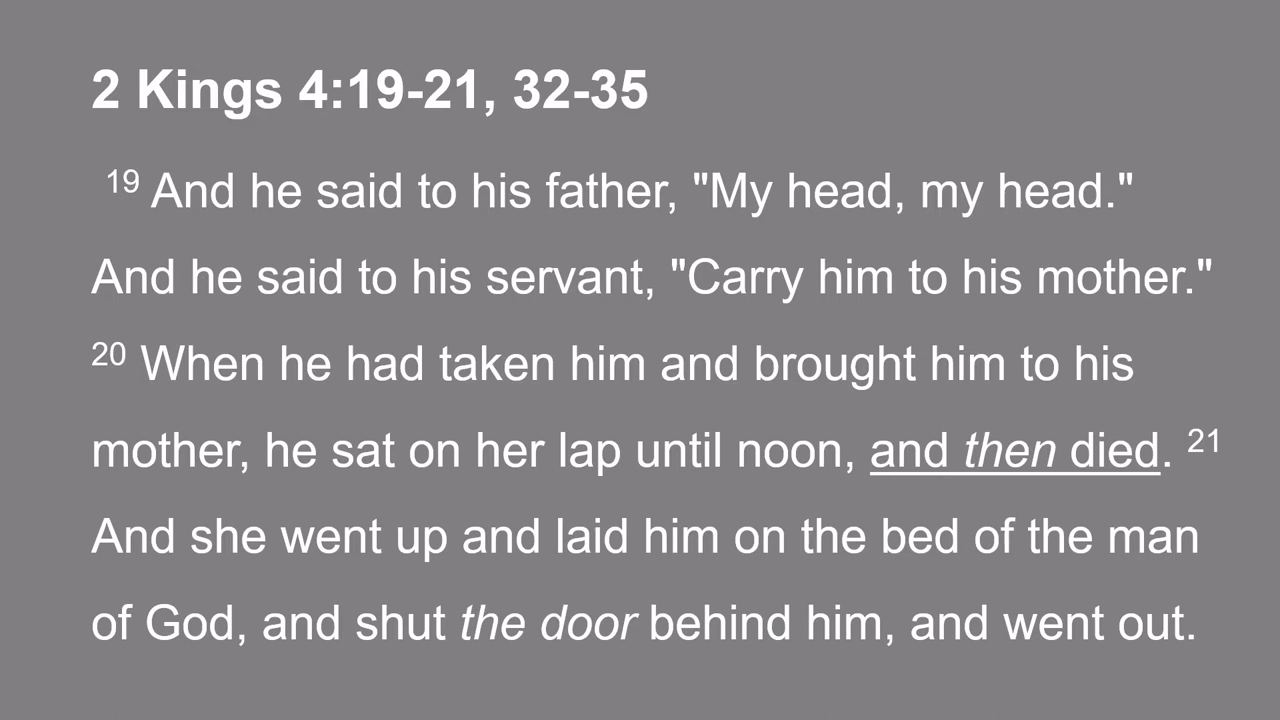 2 Kings 4:19-21, 32-35
19 And he said to his father, "My head, my head."
And he said to his servant, "Carry him to his mother."
20 When he had taken him and brought him to his
mother, he sat on her lap until noon, and then died. 21
And she went up and laid him on the bed of the man
of God, and shut the door behind him, and went out.